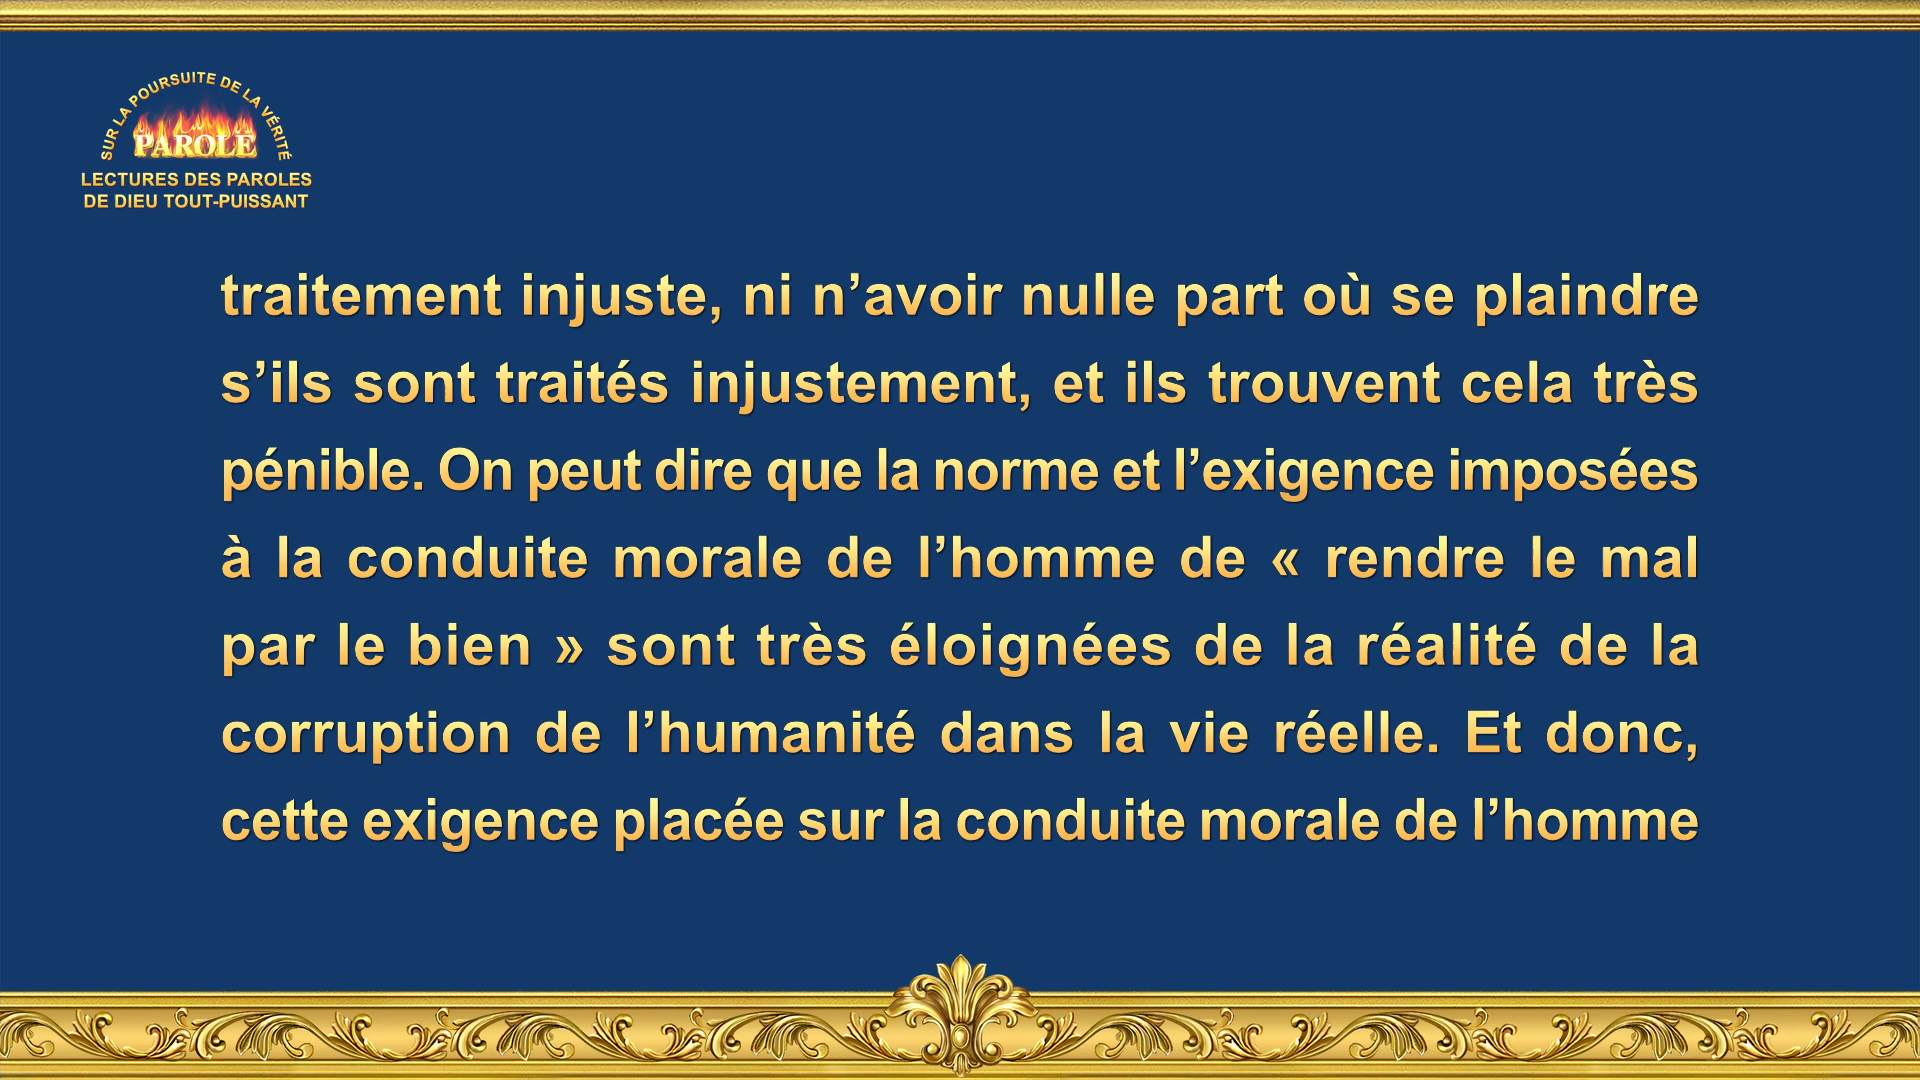 SUR LA POURSUITE DE LA VÉRITÉ
PAROLE
LECTURES DES PAROLES
DE DIEU TOUT-PUISSANT
traitement injuste, ni n’avoir nulle part où se plaindre
s’ils sont traités injustement, et ils trouvent cela très
pénible. On peut dire que la norme et l’exigence imposées
à la conduite morale de l’homme de « rendre le mal
par le bien » sont très éloignées de la réalité de la
corruption de l’humanité dans la vie réelle. Et donc,
cette exigence placée sur la conduite morale de l’homme